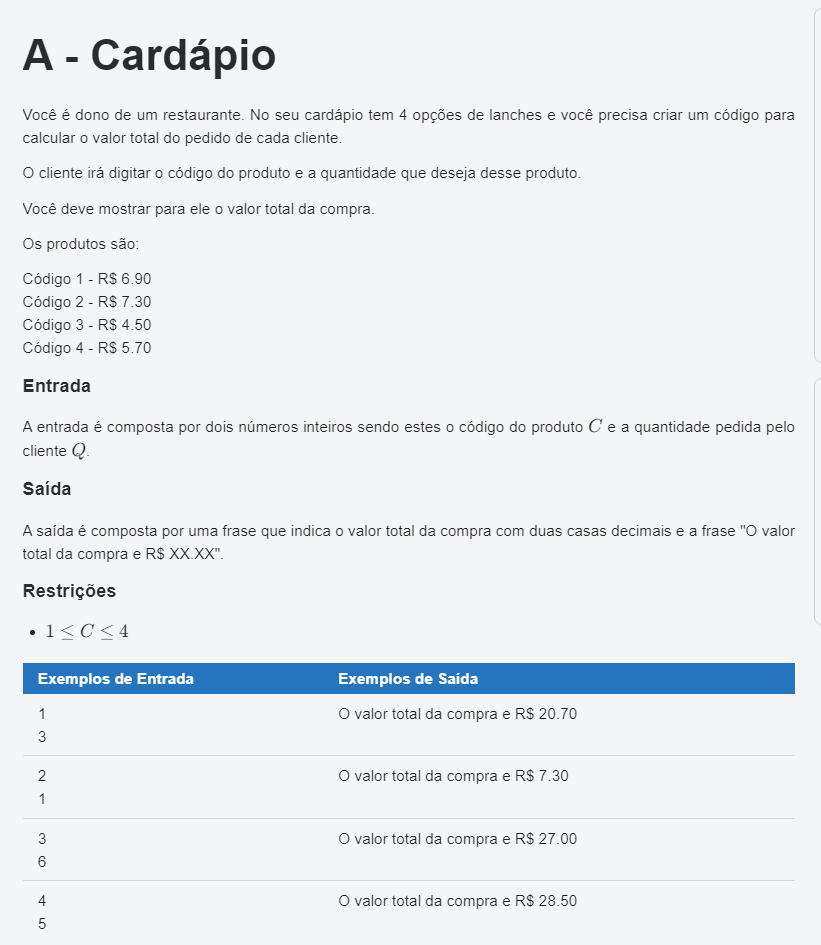 A - Cardápio
Você é dono de um restaurante. No seu cardápio tem 4 opções de lanches e você precisa criar um código para
calcular o valor total do pedido de cada cliente.
O cliente irá digitar o código do produto e a quantidade que deseja desse produto.
Você deve mostrar para ele o valor total da compra.
Os produtos são:
Código 1 - R$ 6.90
Código 2 - R$ 7.30
Código 3 - R$ 4.50
Código 4 - R$ 5.70
Entrada
A entrada é composta por dois números inteiros sendo estes o código do produto C e a quantidade pedida pelo
cliente Q.
Saída
A saída é composta por uma frase que indica o valor total da compra com duas casas decimais e a frase "O valor
total da compra e R$ XX.XX".
Restrições
• 1 ≤ C ≤ 4
Exemplos de Entrada Exemplos de Saída
1 O valor total da compra e R$ 20.70
3
2 O valor total da compra e R$ 7.30
1
3 O valor total da compra e R$ 27.00
6
4 O valor total da compra e R$ 28.50
5